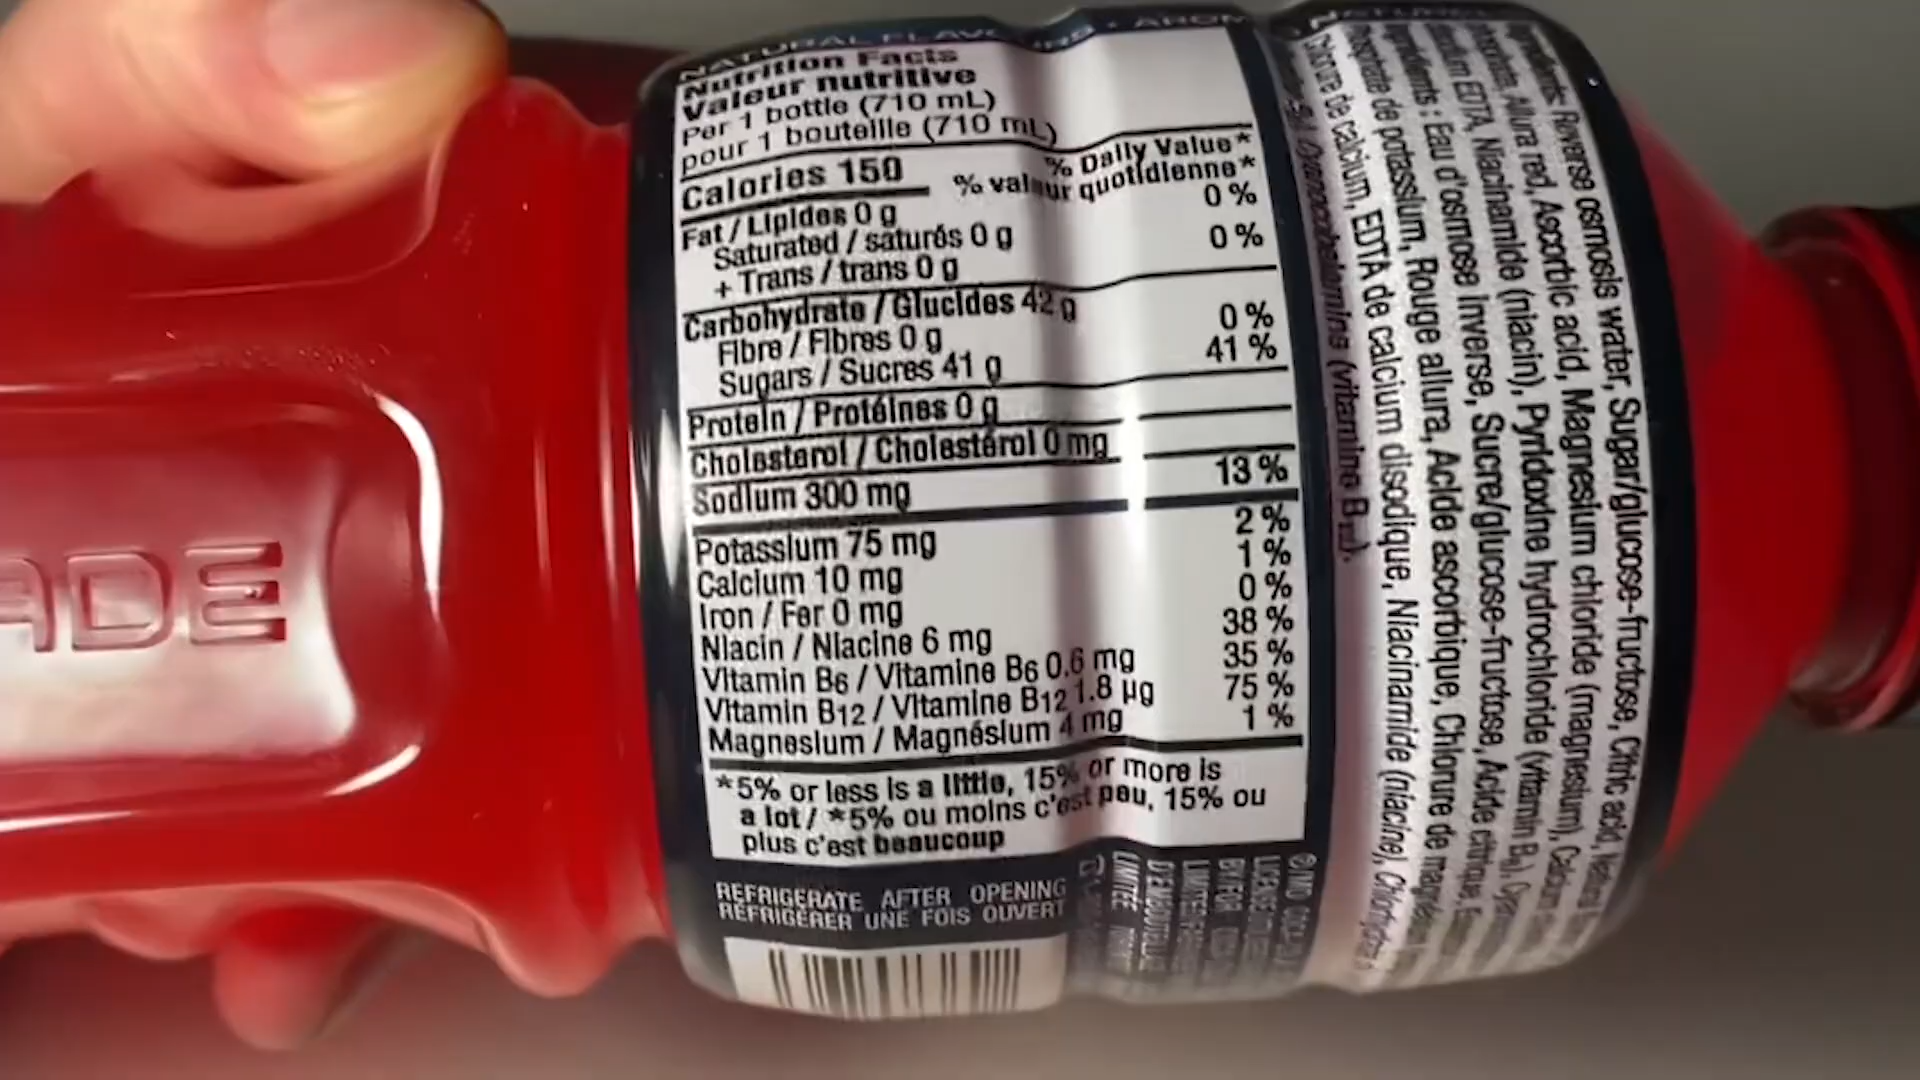 NATURAL FLAV
Nutrition Facts
Valeur nutritive
Per 1 bottle (710 mL)
pour 1 bouteille (710 mL)
Calories 150
% Daily Value*
% valeur quotidienne*
Fat / Lipides 0 g 0 %
Saturated / saturés 0 g
+ Trans / trans 0 g 0 %
Carbohydrate / Glucides 42 g
Fibre / Fibres 0 g 0 %
Sugars / Sucres 41 g 41 %
Protein / Protéines 0 g
Cholesterol / Cholestérol 0 mg
Sodium 300 mg 13 %
Potassium 75 mg 2 %
Calcium 10 mg 1 %
Iron / Fer 0 mg 0 %
Niacin / Niacine 6 mg 38 %
Vitamin B6 / Vitamine B6 0.6 mg 35 %
Vitamin B12 / Vitamine B12 1.8 µg 75 %
Magnesium / Magnésium 4 mg 1 %
*5% or less is a little, 15% or more is
a lot / *5% ou moins c'est peu, 15% ou
plus c'est beaucoup
REFRIGERATE AFTER OPENING
RÉFRIGÉRER UNE FOIS OUVERT
Ingredients: Reverse osmosis water, Sugar/glucose-fructose, Citric acid,
Allura red, Ascorbic acid, Magnesium chloride (magnesium), Calcium
EDTA, Niacinamide (niacin), Pyridoxine hydrochloride (vitamin B6),
Ingrédients : Eau d'osmose inverse, Sucre/glucose-fructose, Acide citrique,
Phosphate de potassium, Rouge allura, Acide ascorbique, Chlorure de
Chlorure de calcium, EDTA de calcium disodique, Niacinamide (niacine),
Cyanocobalamine (vitamine B12).
ADE